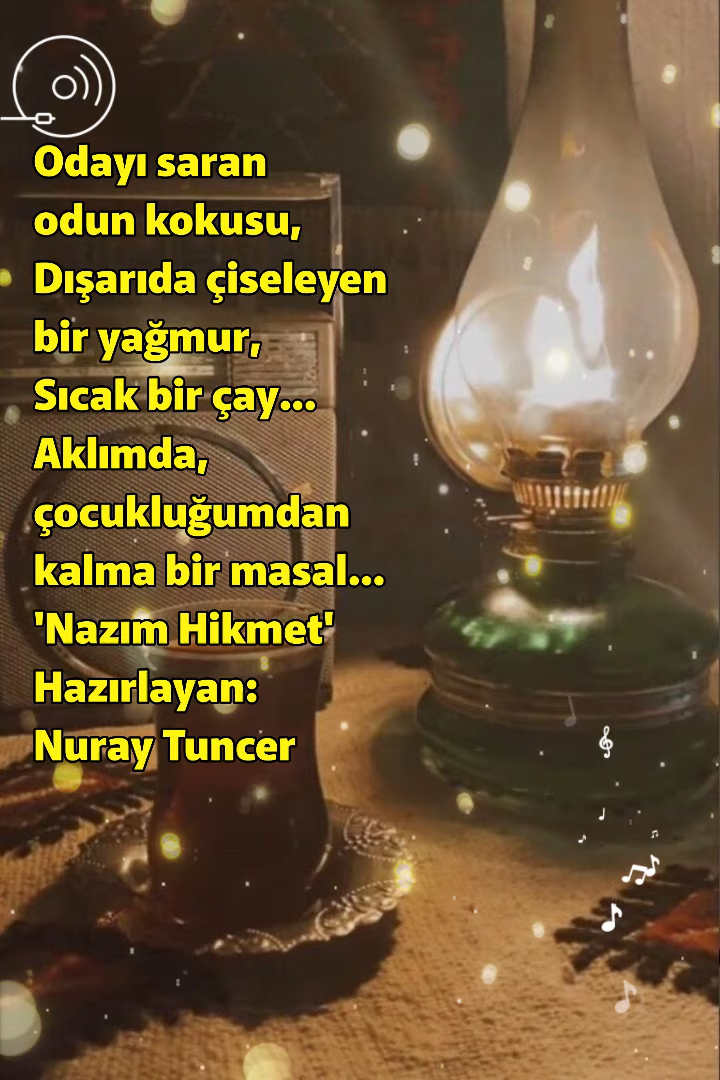 Odayı saran
odun kokusu,
Dışarıda çiseleyen
bir yağmur,
Sıcak bir çay...
Aklımda,
çocukluğumdan
kalma bir masal...
'Nazım Hikmet'
Hazırlayan:
Nuray Tuncer